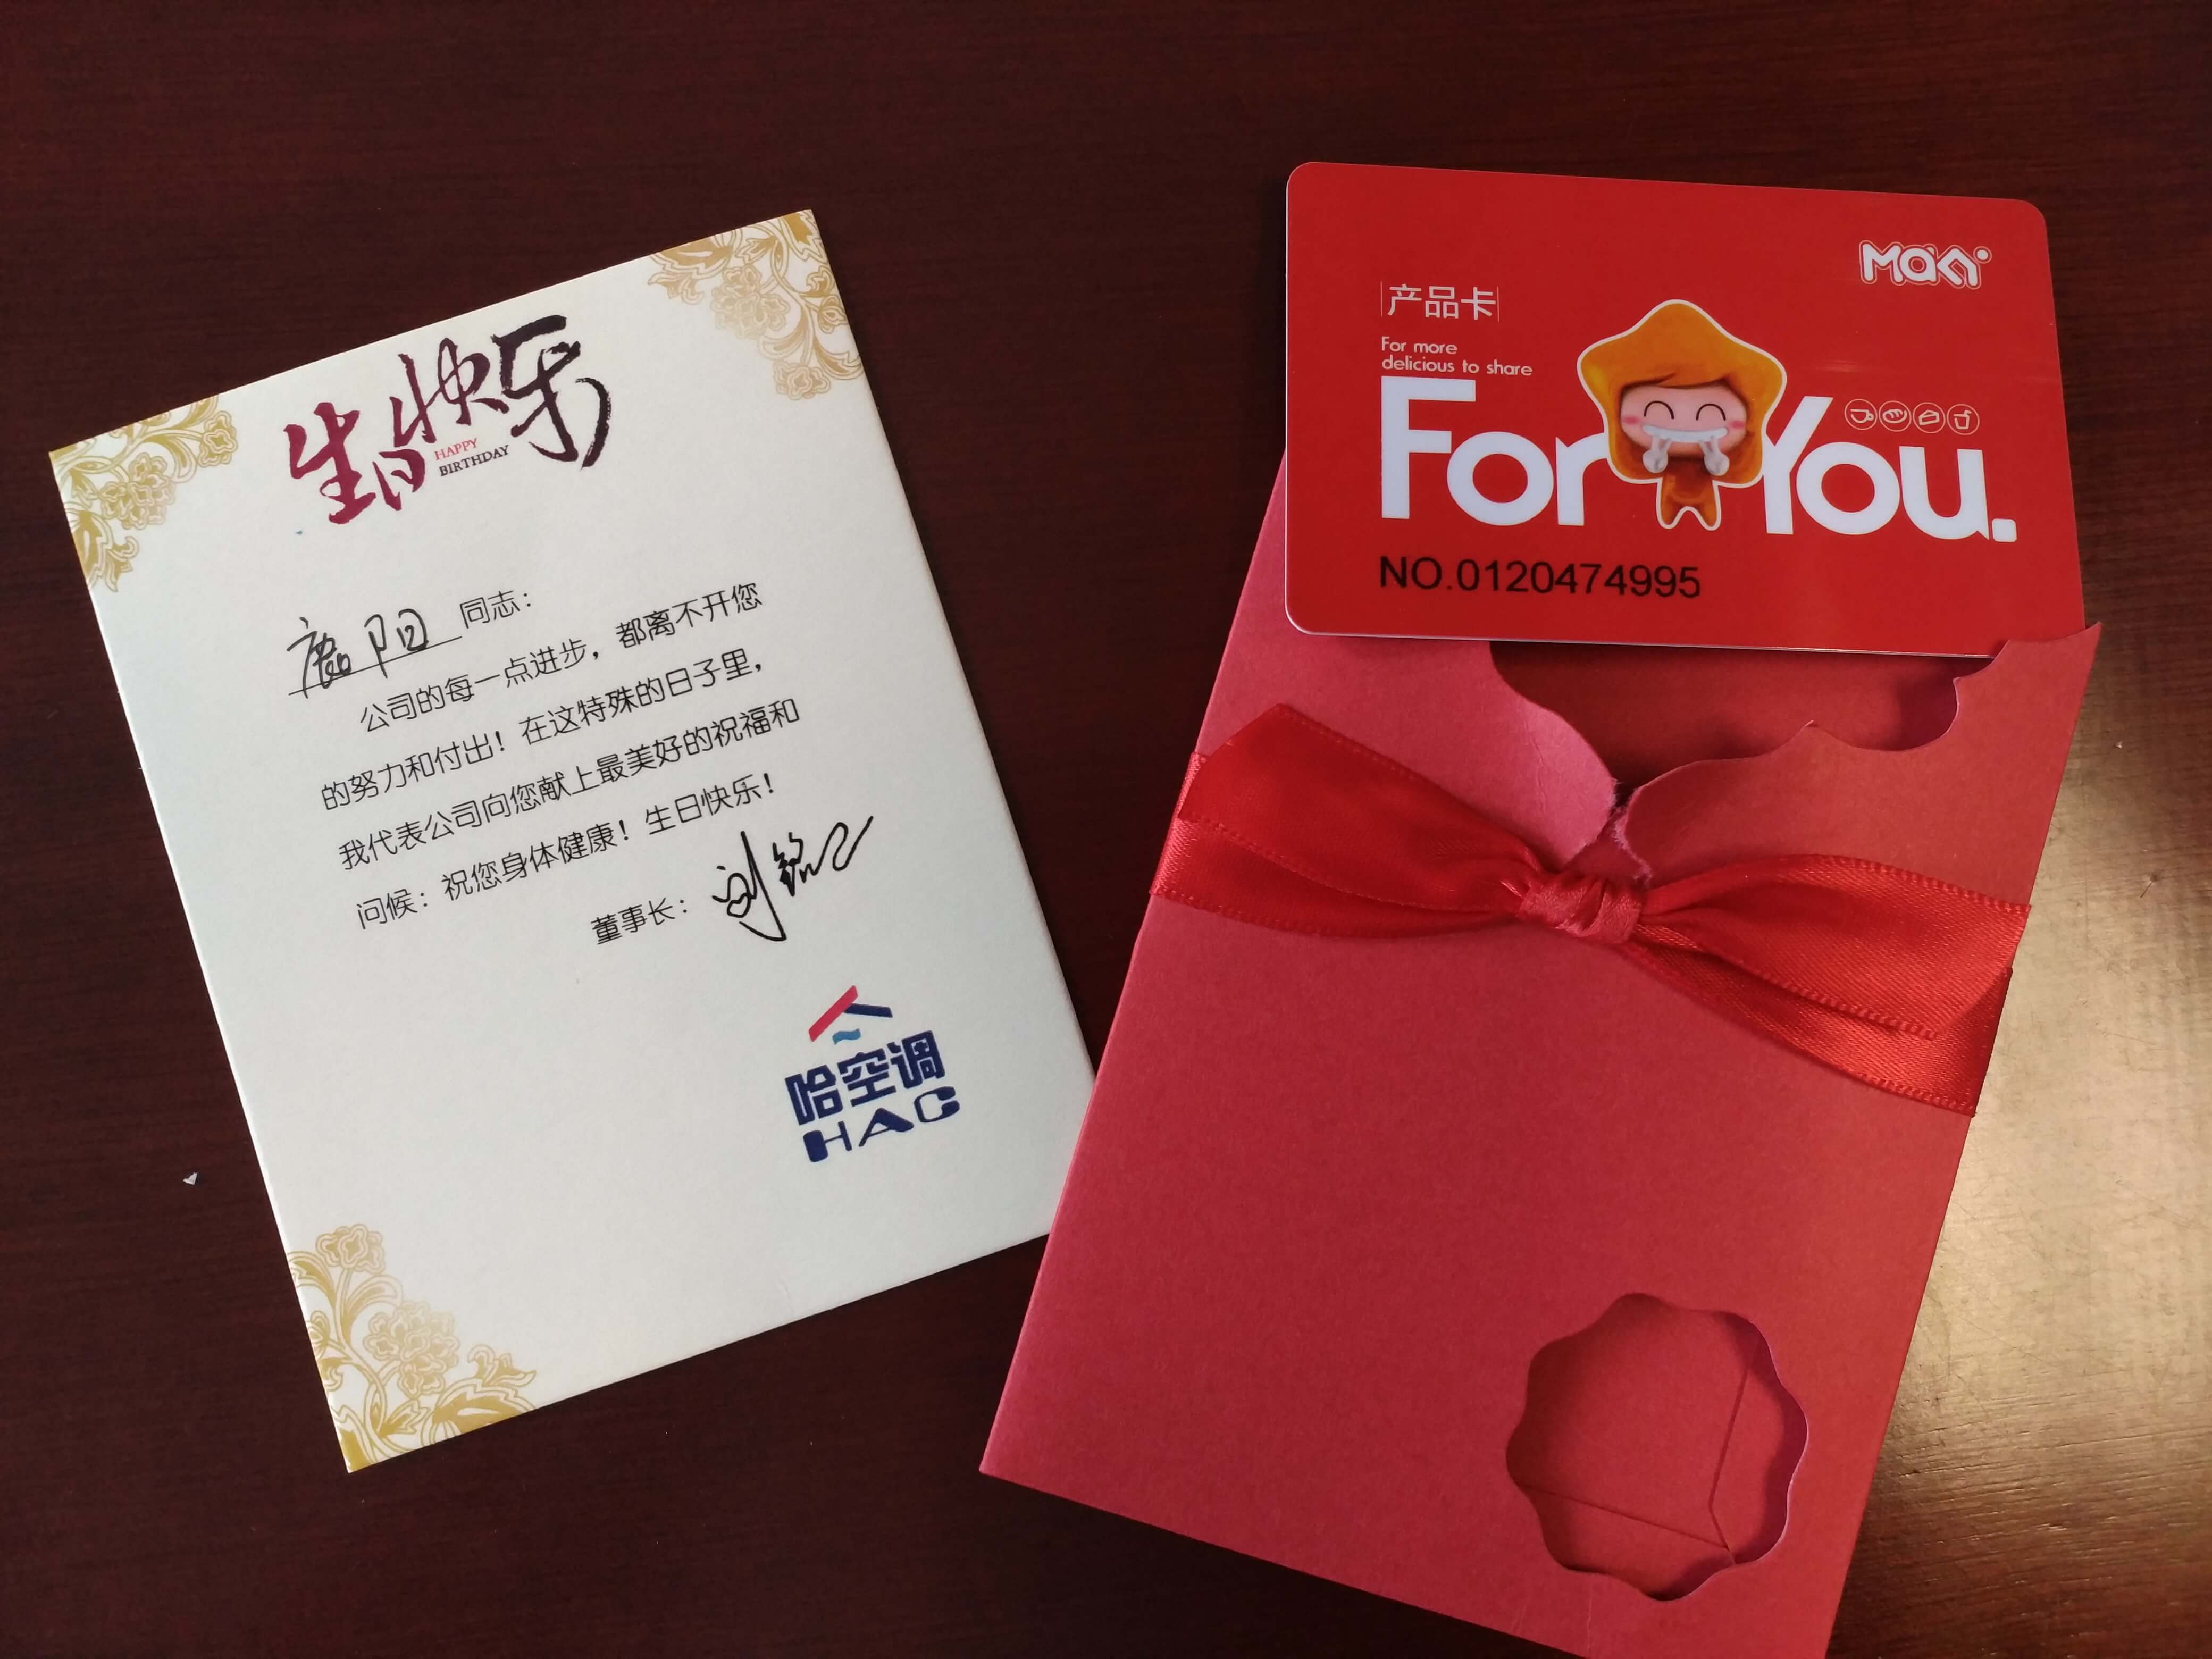 生日快乐
HAPPY
BIRTHDAY
同志：
公司的每一点进步，都离不开您
的努力和付出！在这特殊的日子里，
我代表公司向您献上最美好的祝福和
问候：祝您身体健康！生日快乐！
董事长：
哈空调
HAC
产品卡
For more
delicious to share
For You.
NO.0120474995